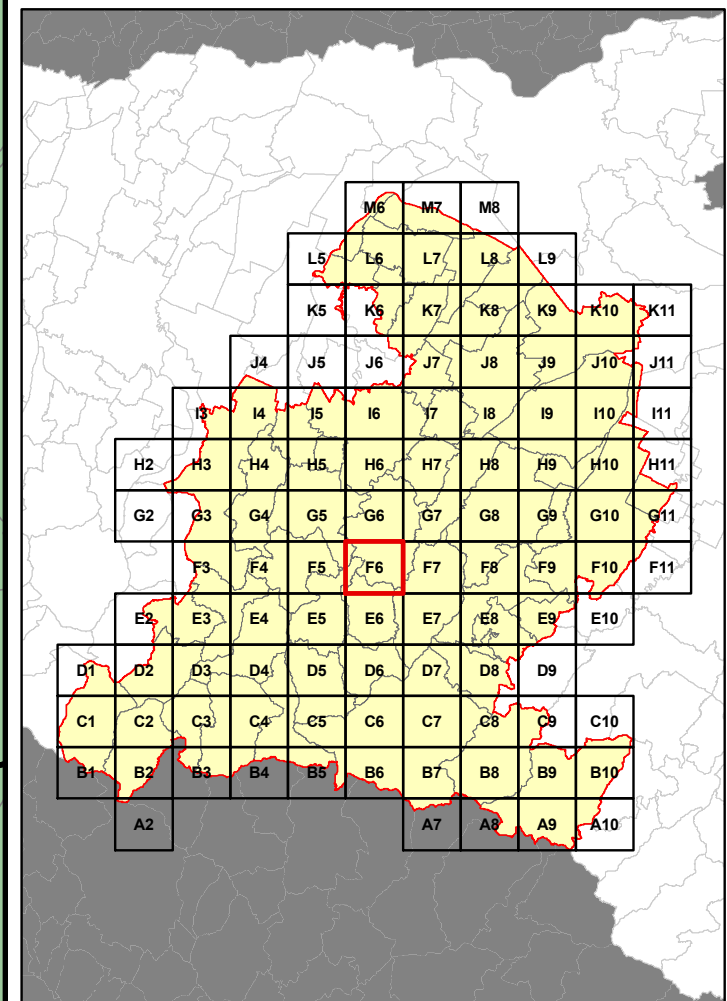 M6 M7 M8
L5 L6 L7 L8 L9
K5 K6 K7 K8 K9 K10 K11
J4 J5 J6 J7 J8 J9 J10 J11
I3 I4 I5 I6 I7 I8 I9 I10 I11
H2 H3 H4 H5 H6 H7 H8 H9 H10 H11
G2 G3 G4 G5 G6 G7 G8 G9 G10 G11
F3 F4 F5 F6 F7 F8 F9 F10 F11
E2 E3 E4 E5 E6 E7 E8 E9 E10
D1 D2 D3 D4 D5 D6 D7 D8 D9
C1 C2 C3 C4 C5 C6 C7 C8 C9 C10
B1 B2 B3 B4 B5 B6 B7 B8 B9 B10
A2 A7 A8 A9 A10